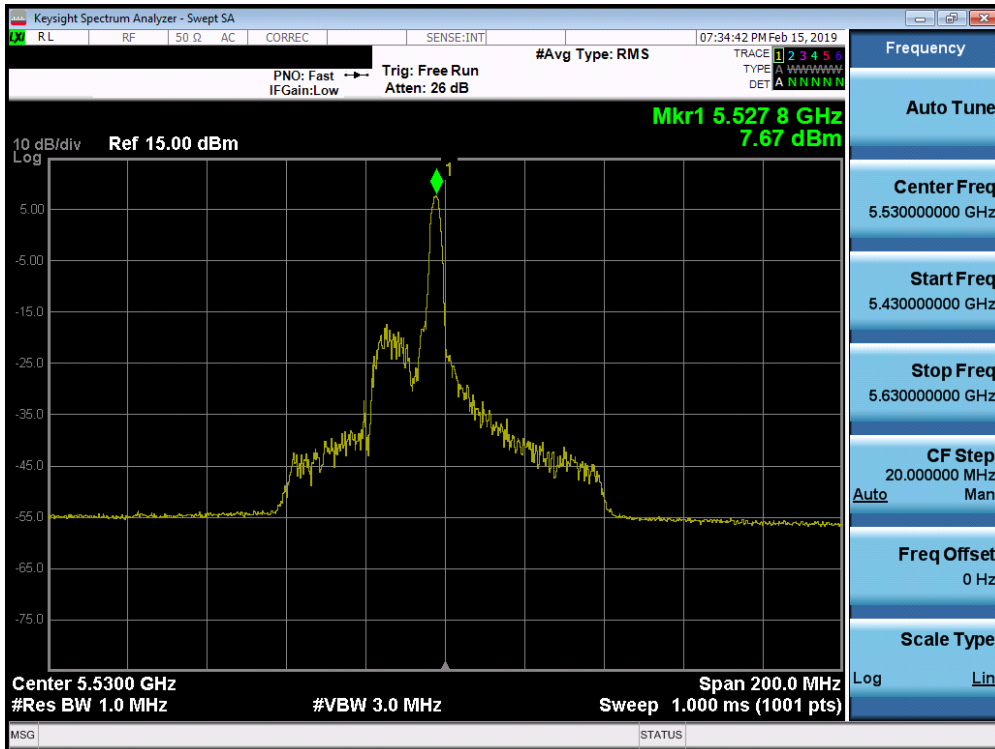 Keysight Spectrum Analyzer - Swept SA
LXI RL RF 50 Ω AC CORREC SENSE:INT 07:34:42 PM Feb 15, 2019
#Avg Type: RMS
TRACE 1 2 3 4 5 6
PNO: Fast Trig: Free Run
TYPE A WWWWW
IFGain:Low Atten: 26 dB
DET A N N N N N
Mkr1 5.527 8 GHz
7.67 dBm
10 dB/div Ref 15.00 dBm
Log
1
5.00
-5.00
-15.0
-25.0
-35.0
-45.0
-55.0
-65.0
-75.0
Center 5.5300 GHz Span 200.0 MHz
#Res BW 1.0 MHz #VBW 3.0 MHz Sweep 1.000 ms (1001 pts)
MSG STATUS
Frequency
Auto Tune
Center Freq
5.530000000 GHz
Start Freq
5.430000000 GHz
Stop Freq
5.630000000 GHz
CF Step
20.000000 MHz
Auto Man
Freq Offset
0 Hz
Scale Type
Log Lin